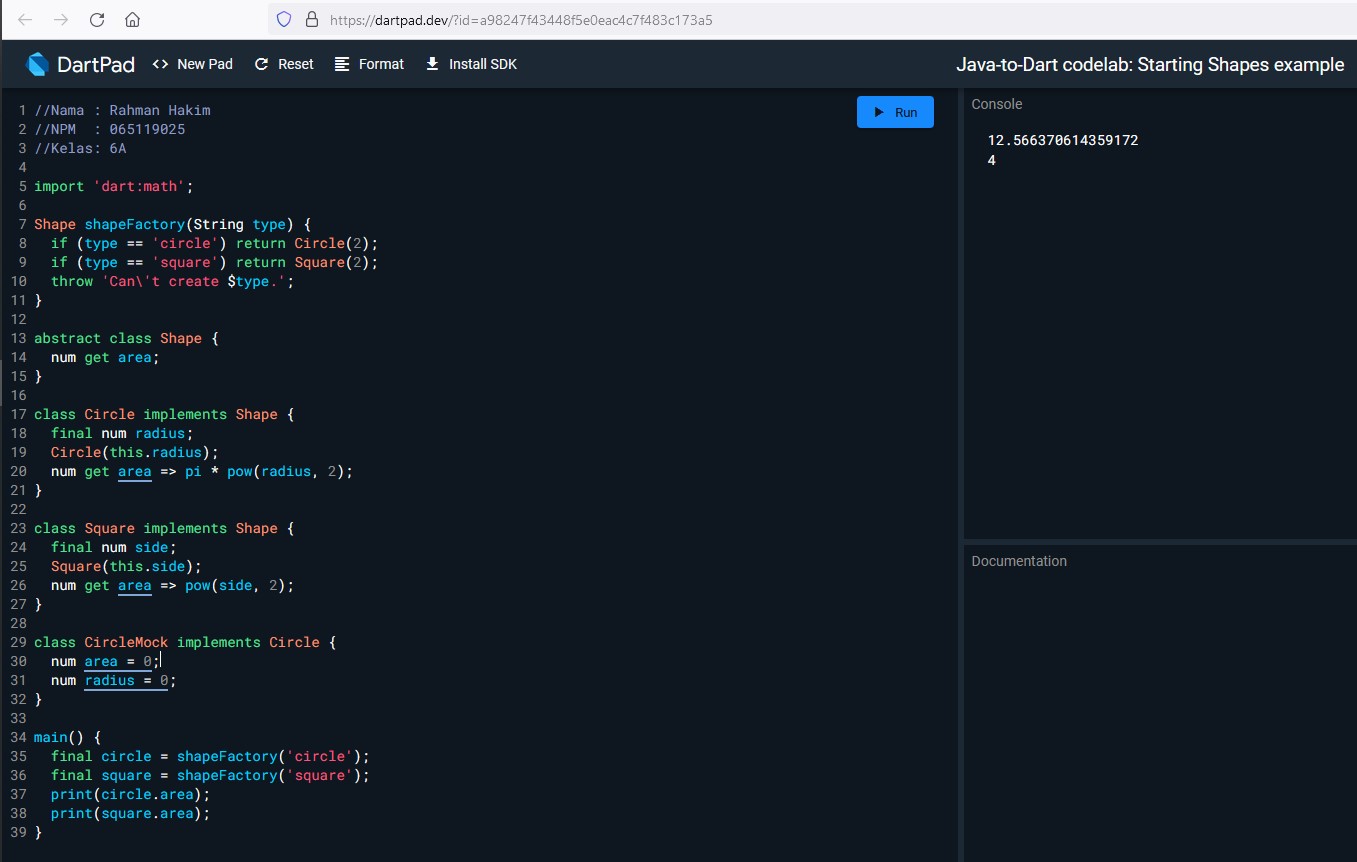 https://dartpad.dev/?id=a98247f43448f5e0eac4c7f483c173a5
DartPad <> New Pad Reset Format Install SDK Java-to-Dart codelab: Starting Shapes example
Run
1 //Nama : Rahman Hakim
2 //NPM  : 065119025
3 //Kelas: 6A
4
5 import 'dart:math';
6
7 Shape shapeFactory(String type) {
8   if (type == 'circle') return Circle(2);
9   if (type == 'square') return Square(2);
10   throw 'Can\'t create $type.';
11 }
12
13 abstract class Shape {
14   num get area;
15 }
16
17 class Circle implements Shape {
18   final num radius;
19   Circle(this.radius);
20   num get area => pi * pow(radius, 2);
21 }
22
23 class Square implements Shape {
24   final num side;
25   Square(this.side);
26   num get area => pow(side, 2);
27 }
28
29 class CircleMock implements Circle {
30   num area = 0;
31   num radius = 0;
32 }
33
34 main() {
35   final circle = shapeFactory('circle');
36   final square = shapeFactory('square');
37   print(circle.area);
38   print(square.area);
39 }
Console
12.566370614359172
4
Documentation